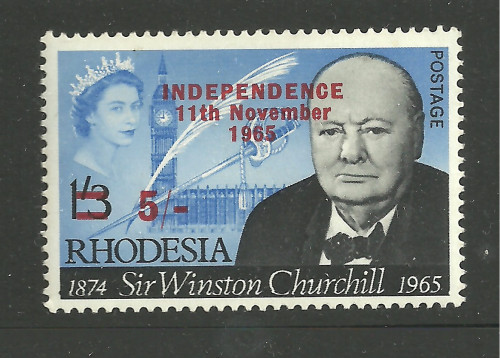 POSTAGE
INDEPENDENCE
11th November
1965
1/3 5/-
RHODESIA
1874 Sir Winston Churchill 1965